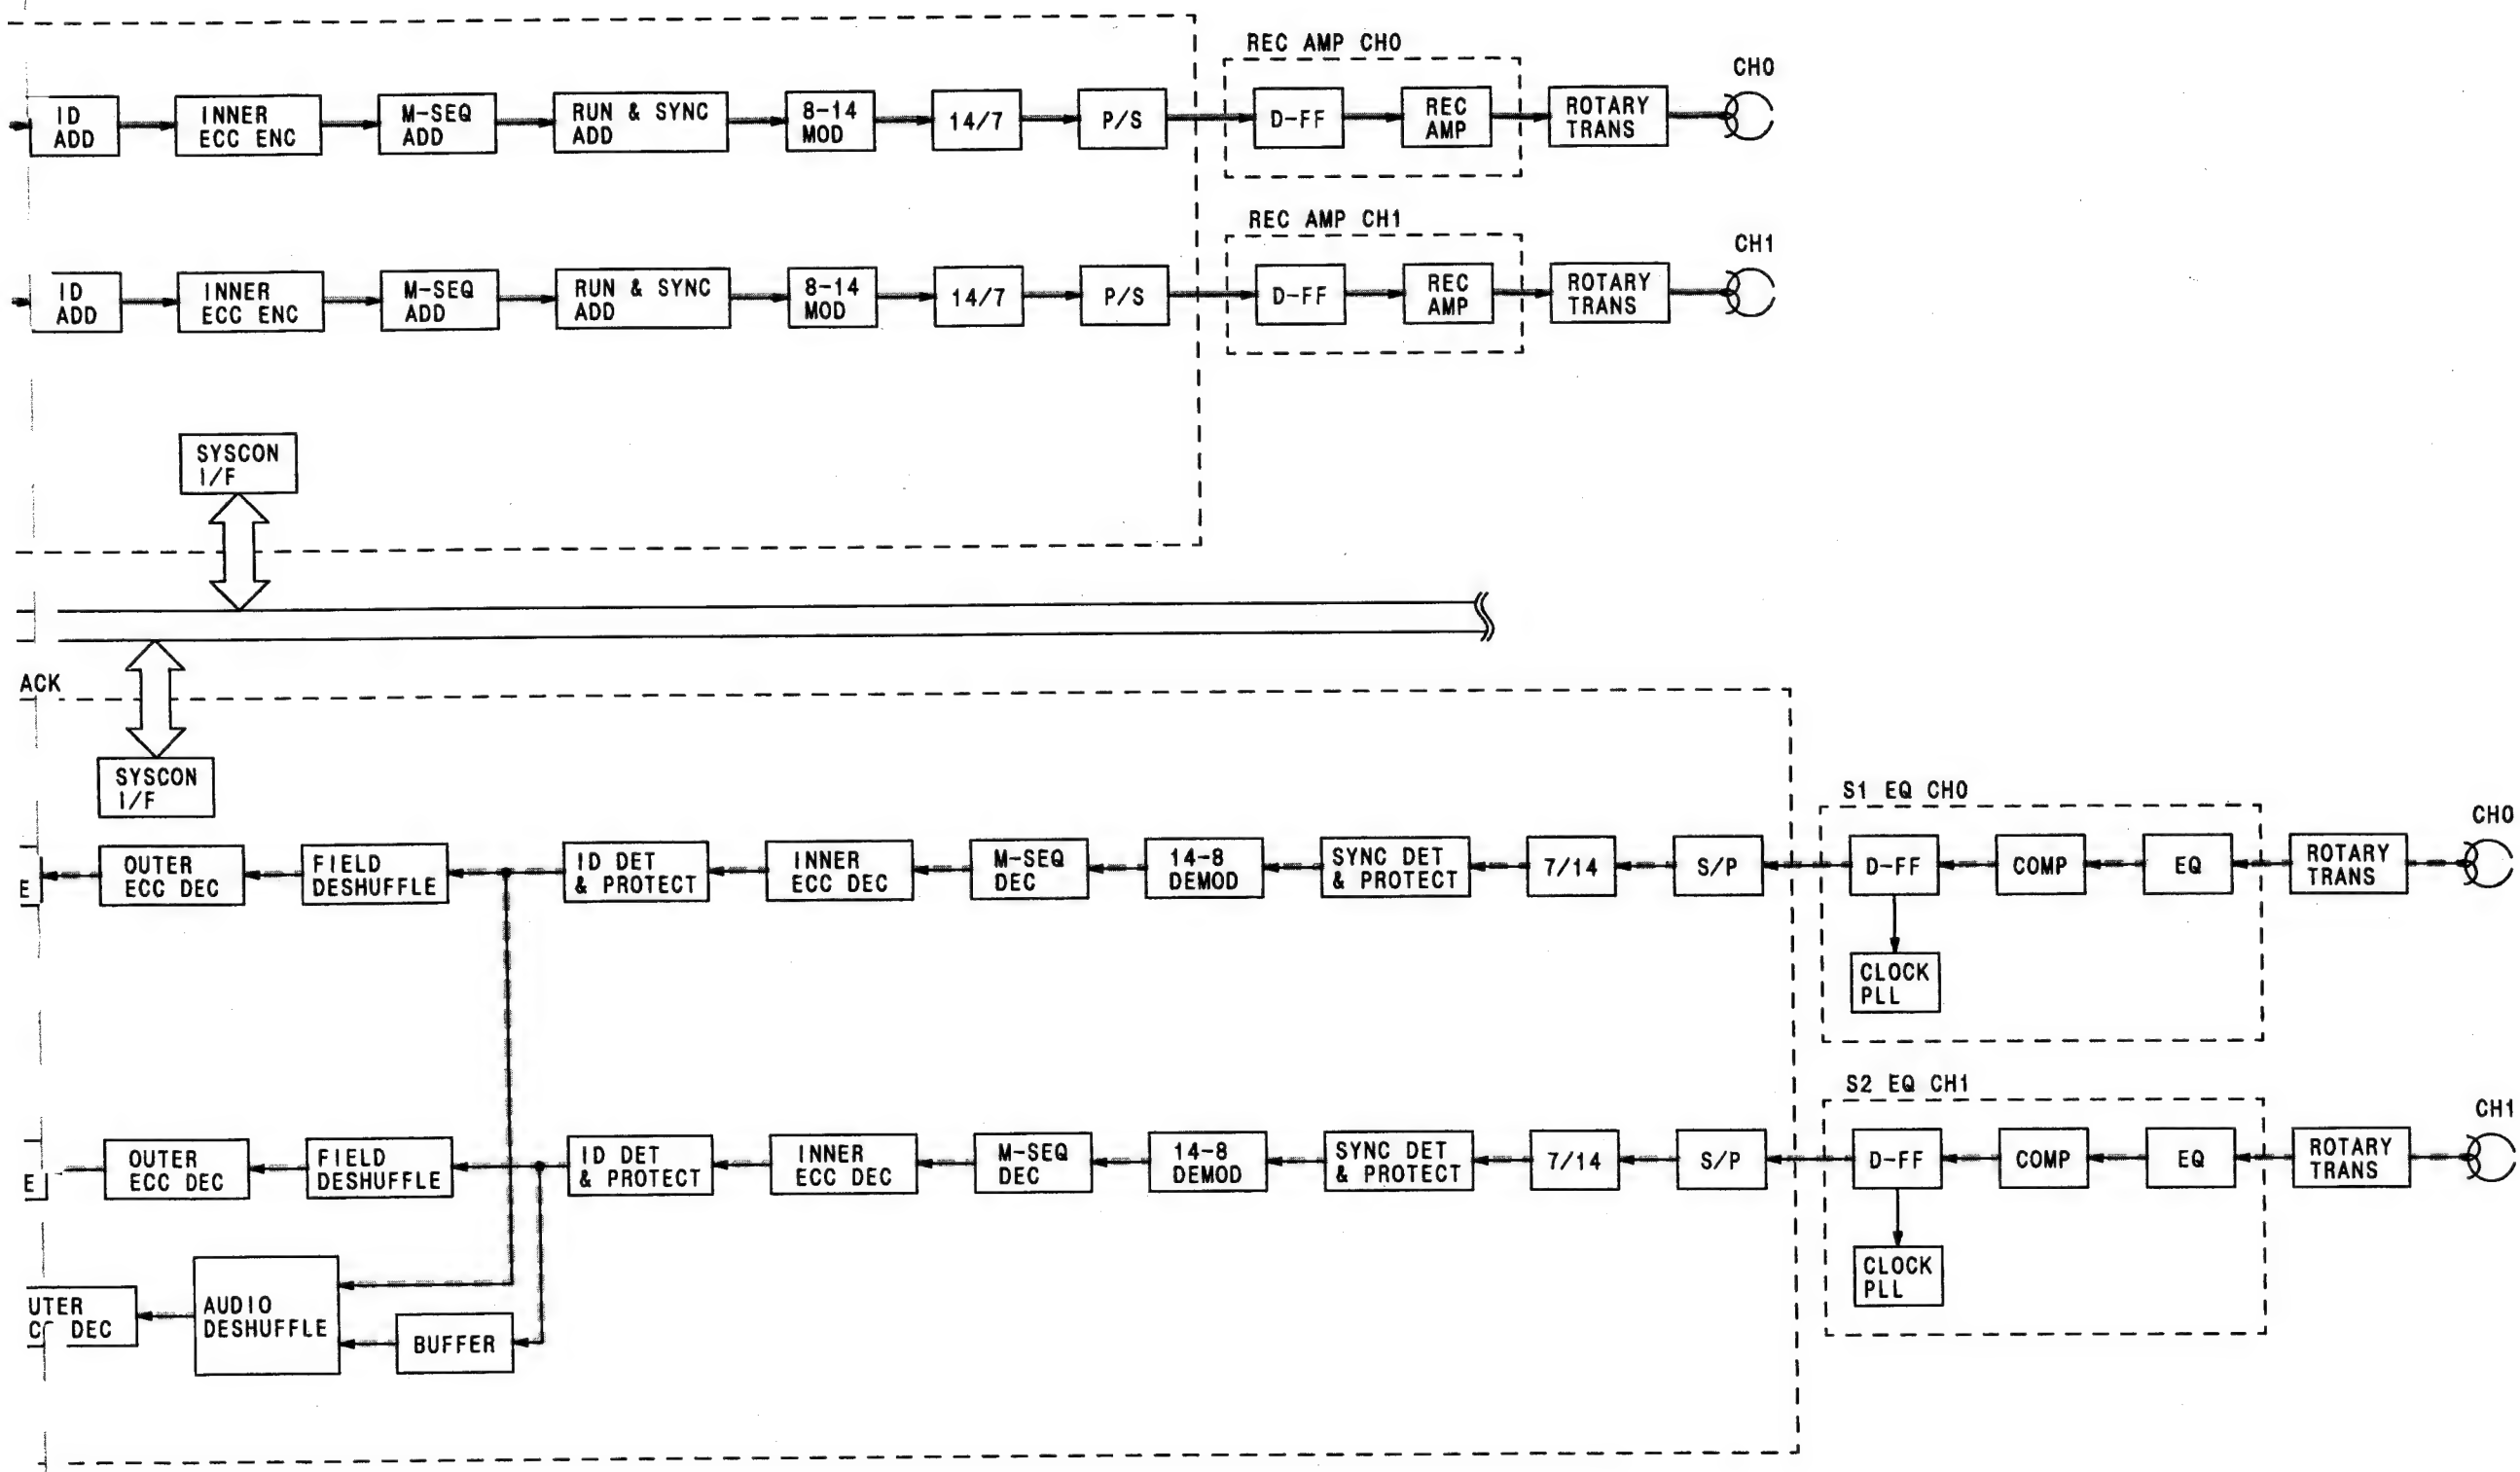 REC AMP CH0
CH0
ID
ADD
INNER
ECC ENC
M-SEQ
ADD
RUN & SYNC
ADD
8-14
MOD
14/7
P/S
D-FF
REC
AMP
ROTARY
TRANS
REC AMP CH1
CH1
ID
ADD
INNER
ECC ENC
M-SEQ
ADD
RUN & SYNC
ADD
8-14
MOD
14/7
P/S
D-FF
REC
AMP
ROTARY
TRANS
SYSCON
I/F
ACK
SYSCON
I/F
S1 EQ CH0
CH0
E
OUTER
ECC DEC
FIELD
DESHUFFLE
ID DET
& PROTECT
INNER
ECC DEC
M-SEQ
DEC
14-8
DEMOD
SYNC DET
& PROTECT
7/14
S/P
D-FF
COMP
EQ
ROTARY
TRANS
CLOCK
PLL
S2 EQ CH1
CH1
E
OUTER
ECC DEC
FIELD
DESHUFFLE
ID DET
& PROTECT
INNER
ECC DEC
M-SEQ
DEC
14-8
DEMOD
SYNC DET
& PROTECT
7/14
S/P
D-FF
COMP
EQ
ROTARY
TRANS
CLOCK
PLL
UTER
DEC
AUDIO
DESHUFFLE
BUFFER